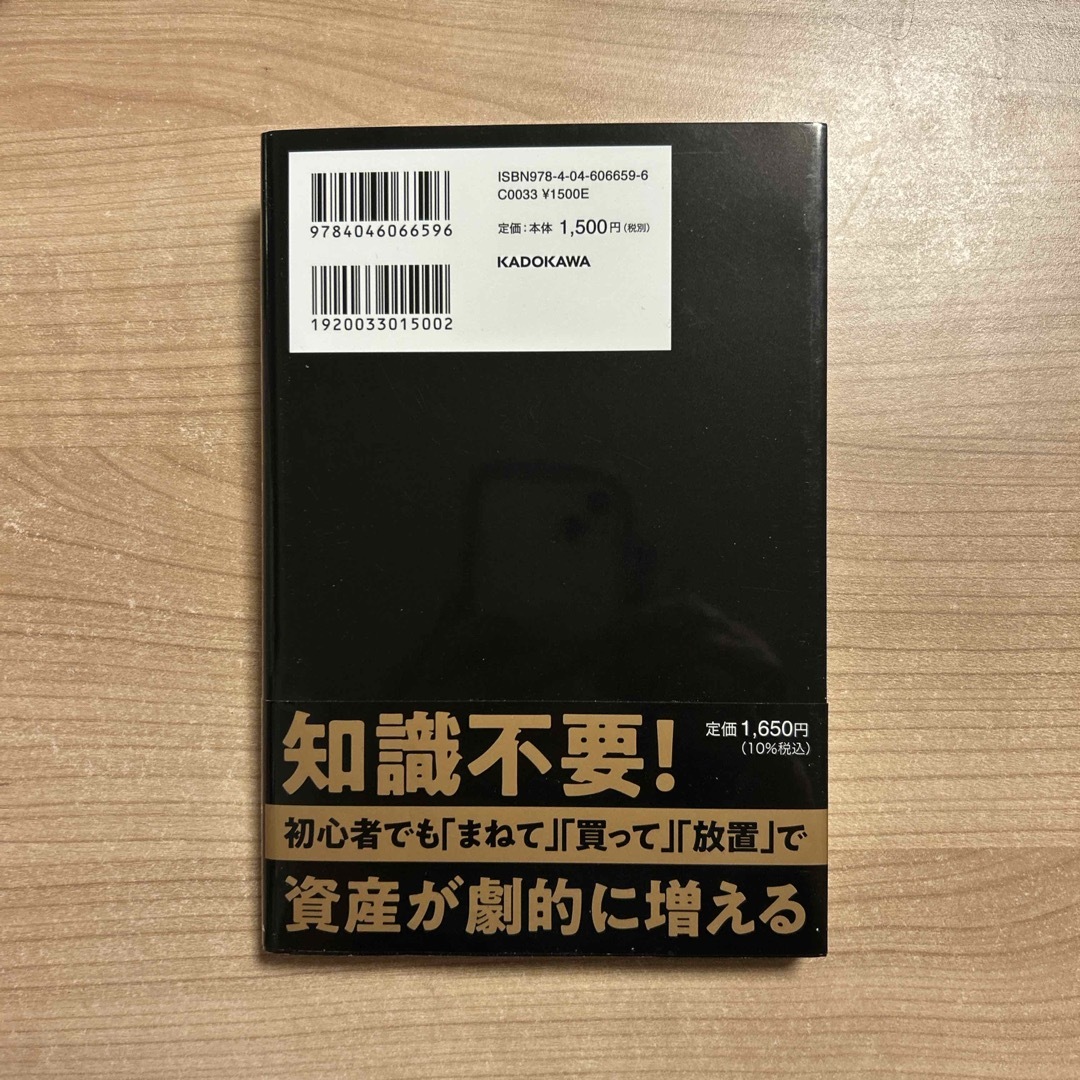 9784046066596
1920033015002
ISBN978-4-04-606659-6
C0033 ¥1500E
定価:本体 1,500円(税別)
KADOKAWA
知識不要!
定価 1,650円
(10%税込)
初心者でも「まねて」「買って」「放置」で
資産が劇的に増える